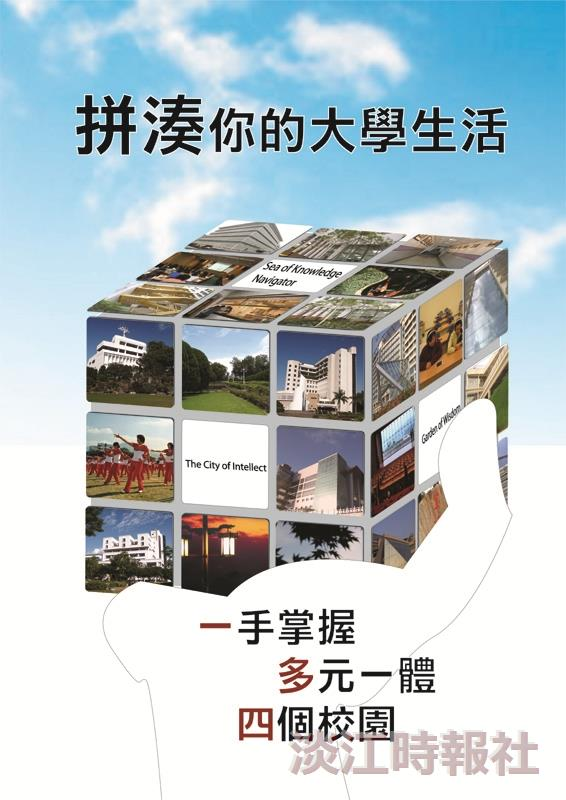 拼湊你的大學生活
Sea of Knowledge
Navigator
The City of Intellect
Garden of Wisdom
一手掌握
多元一體
四個校園
淡江時報社